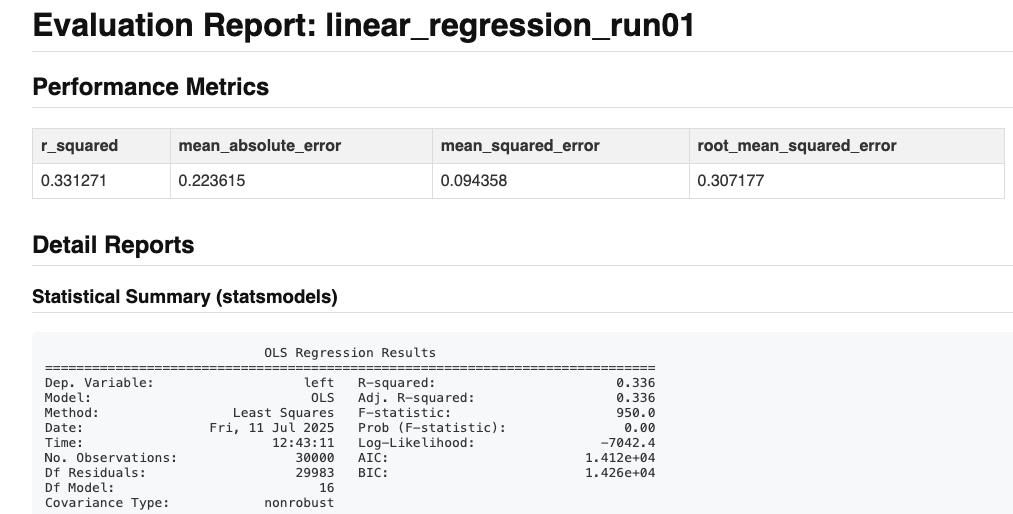 Evaluation Report: linear_regression_run01
Performance Metrics
r_squared mean_absolute_error mean_squared_error root_mean_squared_error
0.331271 0.223615 0.094358 0.307177
Detail Reports
Statistical Summary (statsmodels)
OLS Regression Results
==============================================================================
Dep. Variable: left R-squared: 0.336
Model: OLS Adj. R-squared: 0.336
Method: Least Squares F-statistic: 950.0
Date: Fri, 11 Jul 2025 Prob (F-statistic): 0.00
Time: 12:43:11 Log-Likelihood: -7042.4
No. Observations: 30000 AIC: 1.412e+04
Df Residuals: 29983 BIC: 1.426e+04
Df Model: 16
Covariance Type: nonrobust